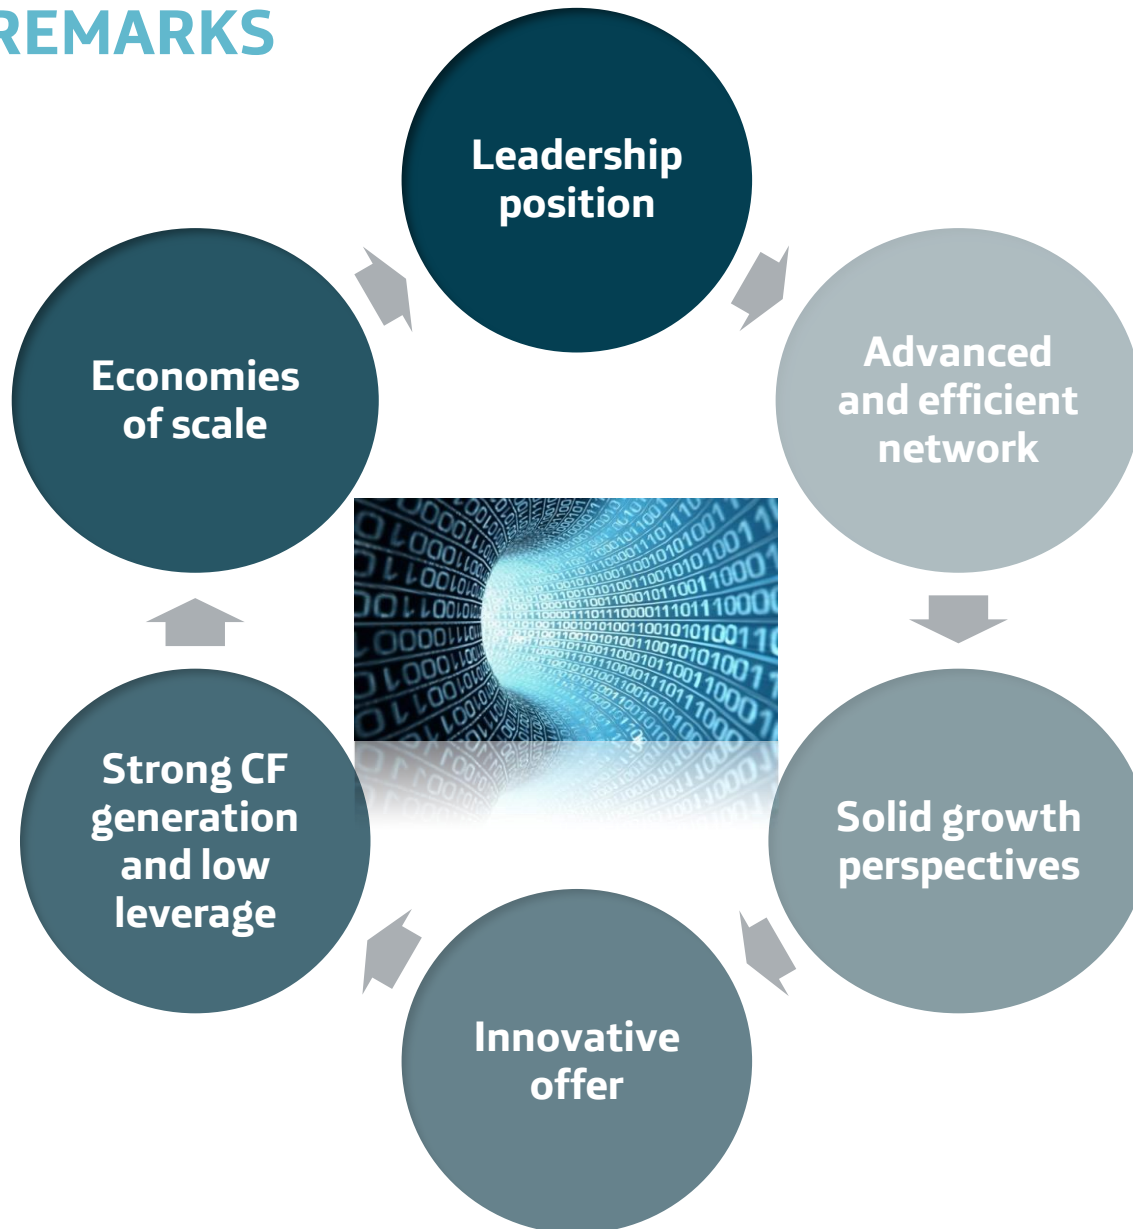 REMARKS
Leadership
position
Advanced
and efficient
network
Solid growth
perspectives
Innovative
offer
Strong CF
generation
and low
leverage
Economies
of scale